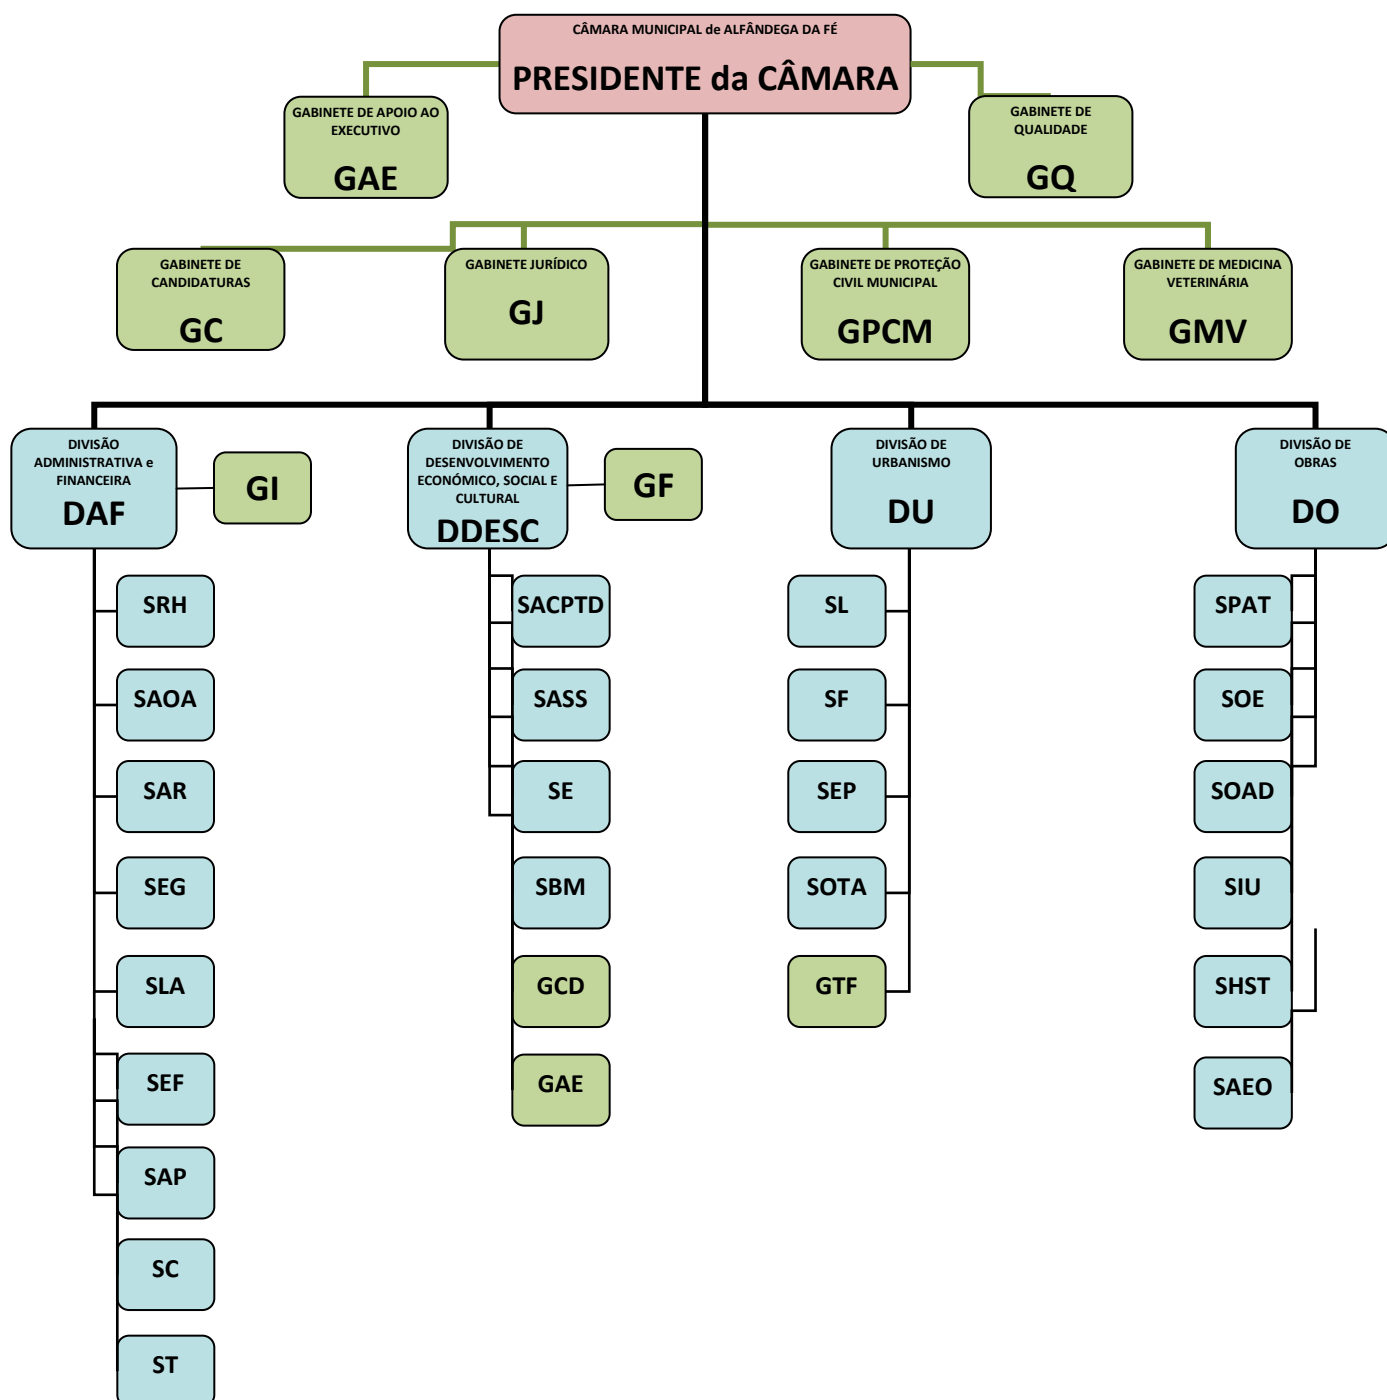 CÂMARA MUNICIPAL de ALFÂNDEGA DA FÉ
PRESIDENTE da CÂMARA
GABINETE DE APOIO AO
EXECUTIVO
GAE
GABINETE DE
QUALIDADE
GQ
GABINETE DE
CANDIDATURAS
GC
GABINETE JURÍDICO
GJ
GABINETE DE PROTEÇÃO
CIVIL MUNICIPAL
GPCM
GABINETE DE MEDICINA
VETERINÁRIA
GMV
DIVISÃO
ADMINISTRATIVA e
FINANCEIRA
DAF
GI
DIVISÃO DE
DESENVOLVIMENTO
ECONÓMICO, SOCIAL E
CULTURAL
DDESC
GF
DIVISÃO DE
URBANISMO
DU
DIVISÃO DE
OBRAS
DO
SRH
SAOA
SAR
SEG
SLA
SEF
SAP
SC
ST
SACPTD
SASS
SE
SBM
GCD
GAE
SL
SF
SEP
SOTA
GTF
SPAT
SOE
SOAD
SIU
SHST
SAEO